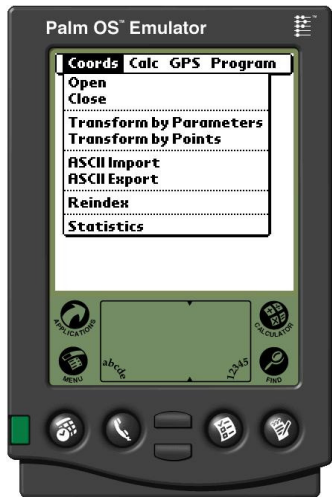 Palm OS™ Emulator
Coords Calc GPS Program
Open
Close
Transform by Parameters
Transform by Points
ASCII Import
ASCII Export
Reindex
Statistics
APPLICATIONS
CALCULATOR
MENU
abcde
12345
FIND